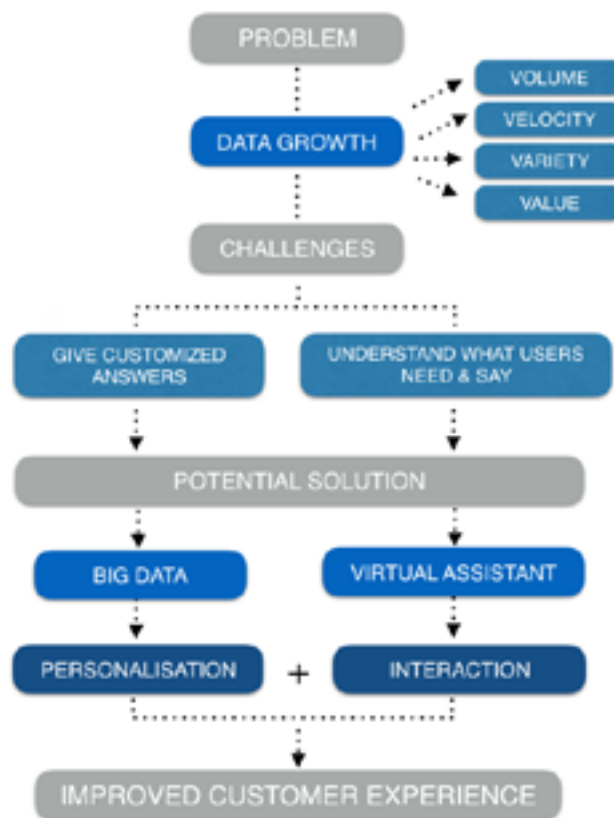 PROBLEM
DATA GROWTH
VOLUME
VELOCITY
VARIETY
VALUE
CHALLENGES
GIVE CUSTOMIZED
ANSWERS
UNDERSTAND WHAT USERS
NEED & SAY
POTENTIAL SOLUTION
BIG DATA
VIRTUAL ASSISTANT
PERSONALISATION
+
INTERACTION
IMPROVED CUSTOMER EXPERIENCE